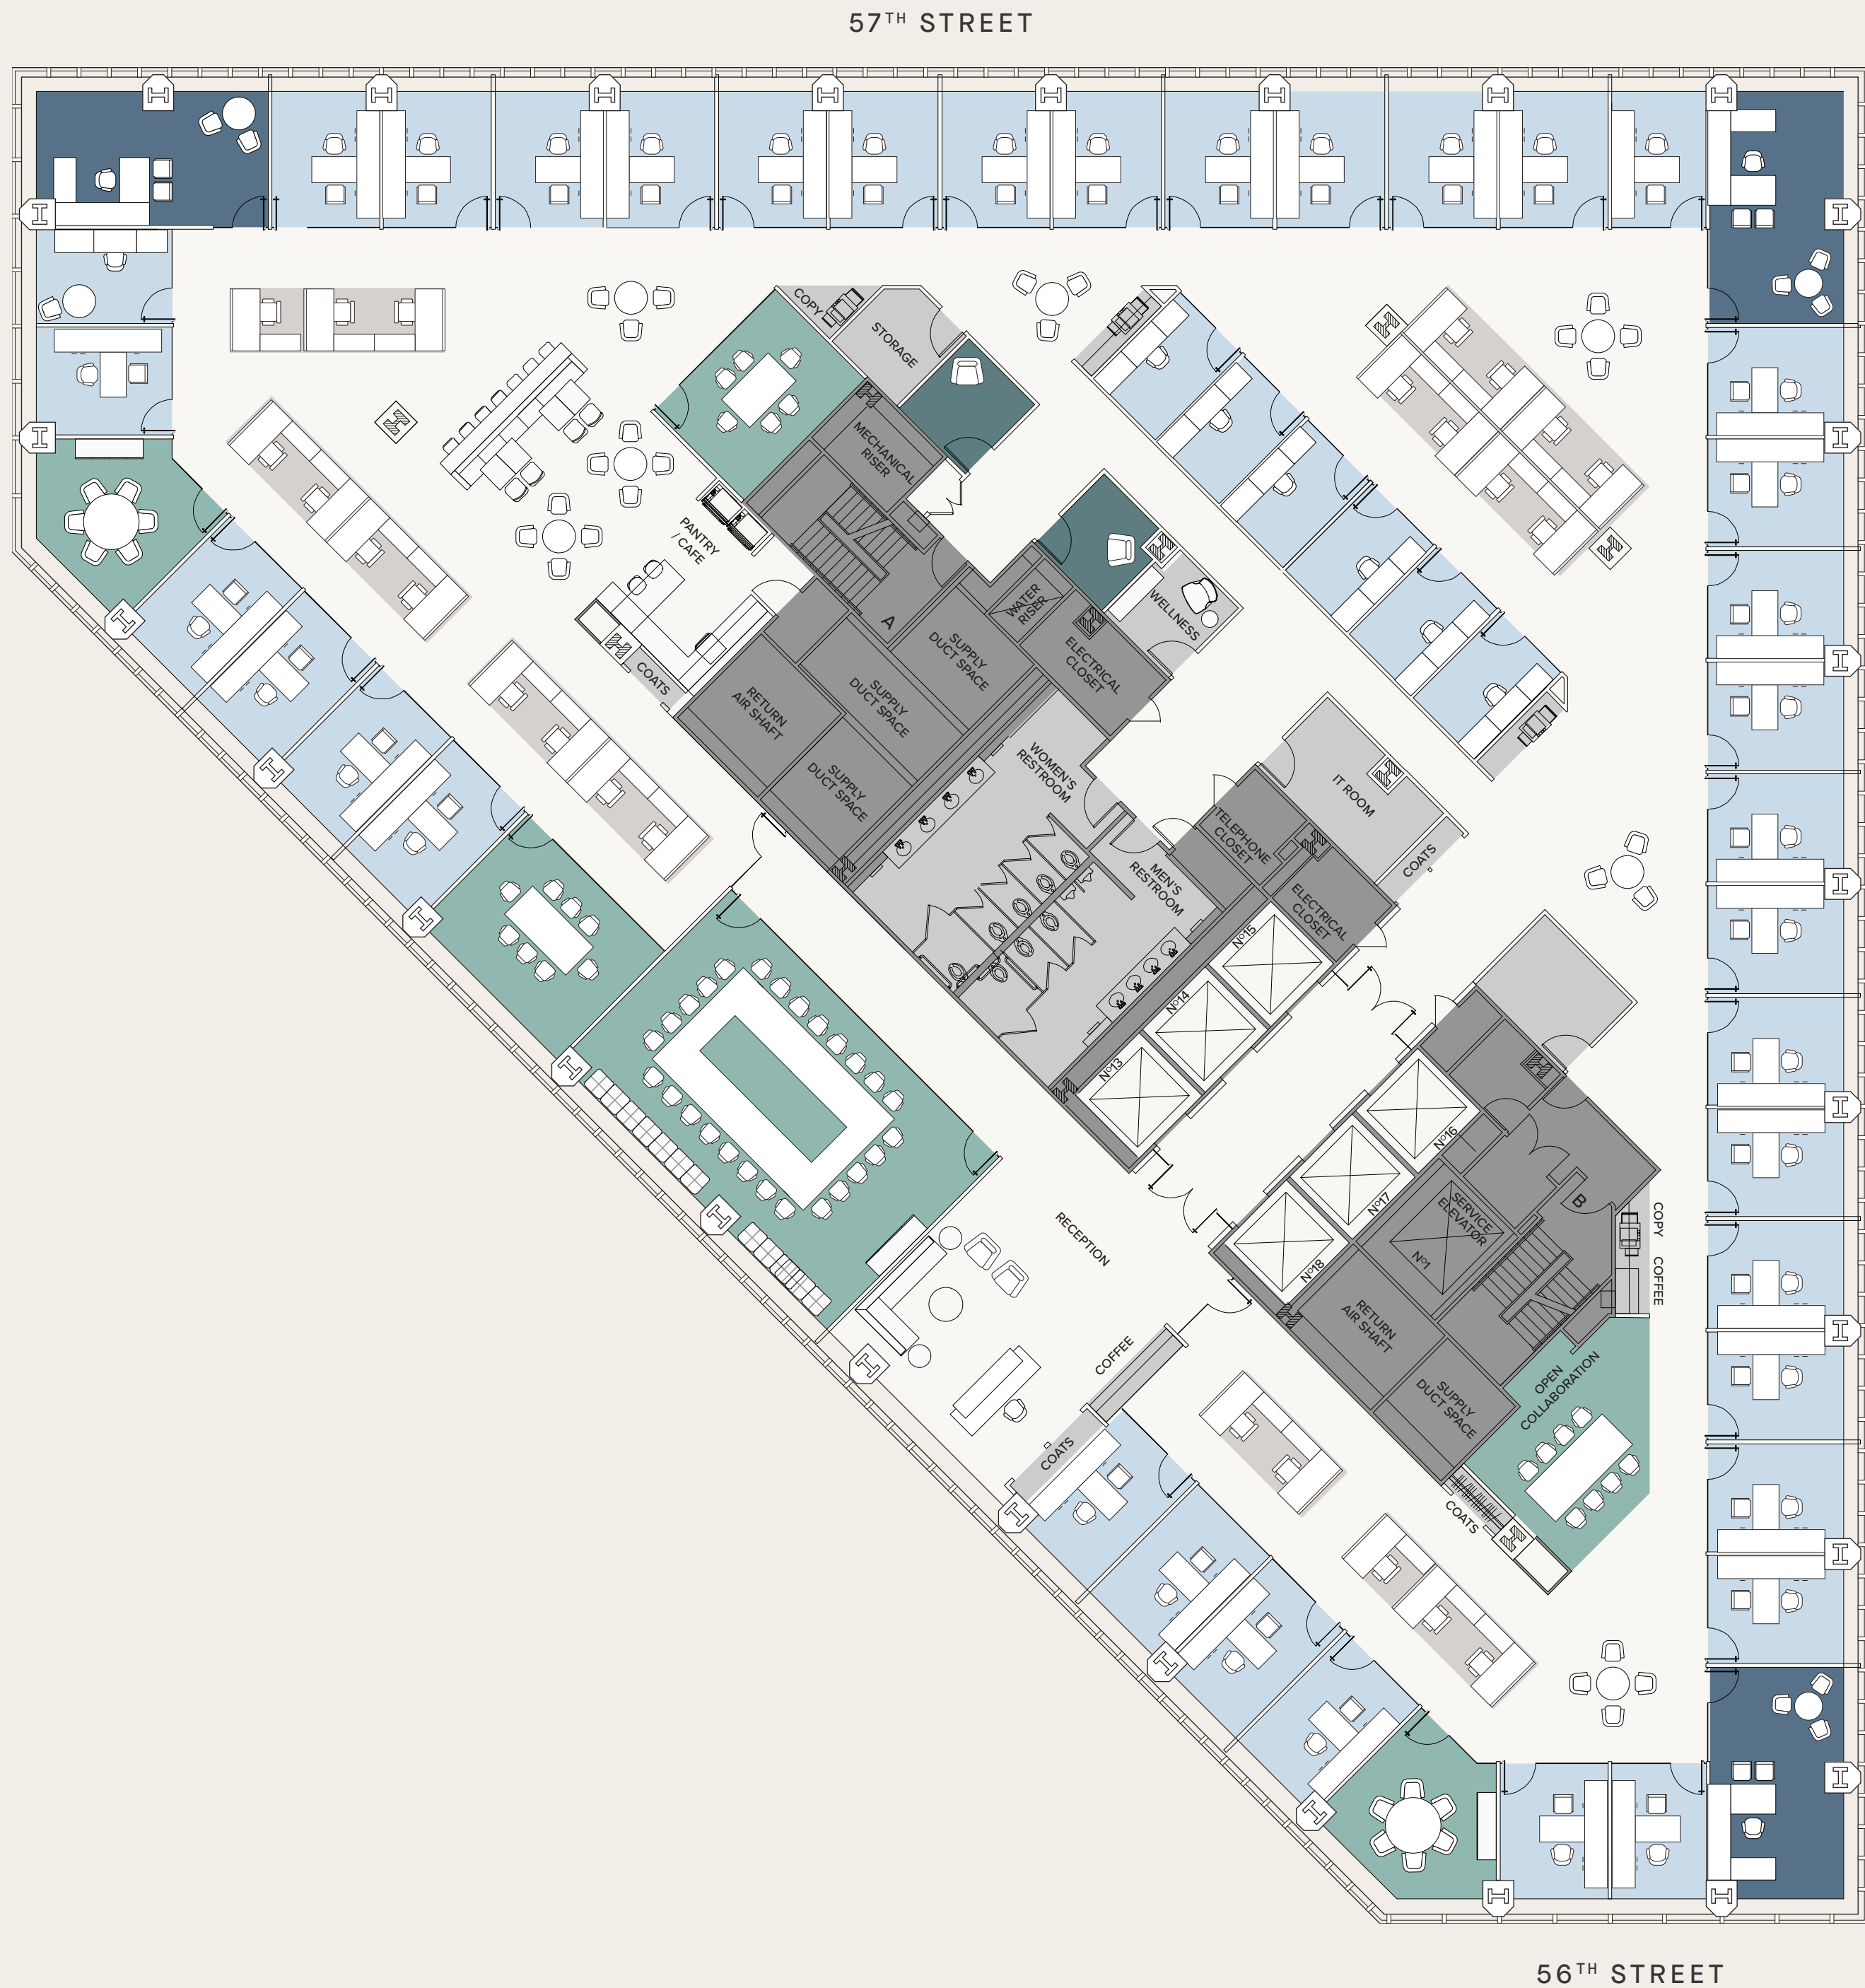 57TH STREET
COPY
STORAGE
MECHANICAL
RISER
PANTRY
/ CAFE
A
WATER
RISER
WELLNESS
SUPPLY
DUCT SPACE
ELECTRICAL
CLOSET
COATS
SUPPLY
DUCT SPACE
RETURN
AIR SHAFT
SUPPLY
DUCT SPACE
WOMEN'S
RESTROOM
IT ROOM
TELEPHONE
CLOSET
COATS
MEN'S
RESTROOM
ELECTRICAL
CLOSET
Nº15
Nº14
Nº13
Nº16
Nº17
Nº18
SERVICE
ELEVATOR
Nº1
B
COPY
COFFEE
RECEPTION
RETURN
AIR SHAFT
COFFEE
OPEN
COLLABORATION
SUPPLY
DUCT SPACE
COATS
COATS
56TH STREET